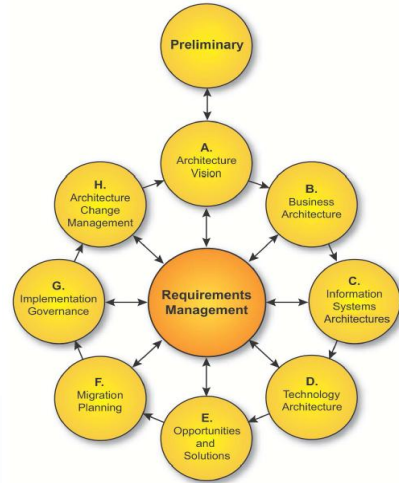 Preliminary
A.
Architecture
Vision
B.
Business
Architecture
C.
Information
Systems
Architectures
D.
Technology
Architecture
E.
Opportunities
and
Solutions
F.
Migration
Planning
G.
Implementation
Governance
H.
Architecture
Change
Management
Requirements
Management